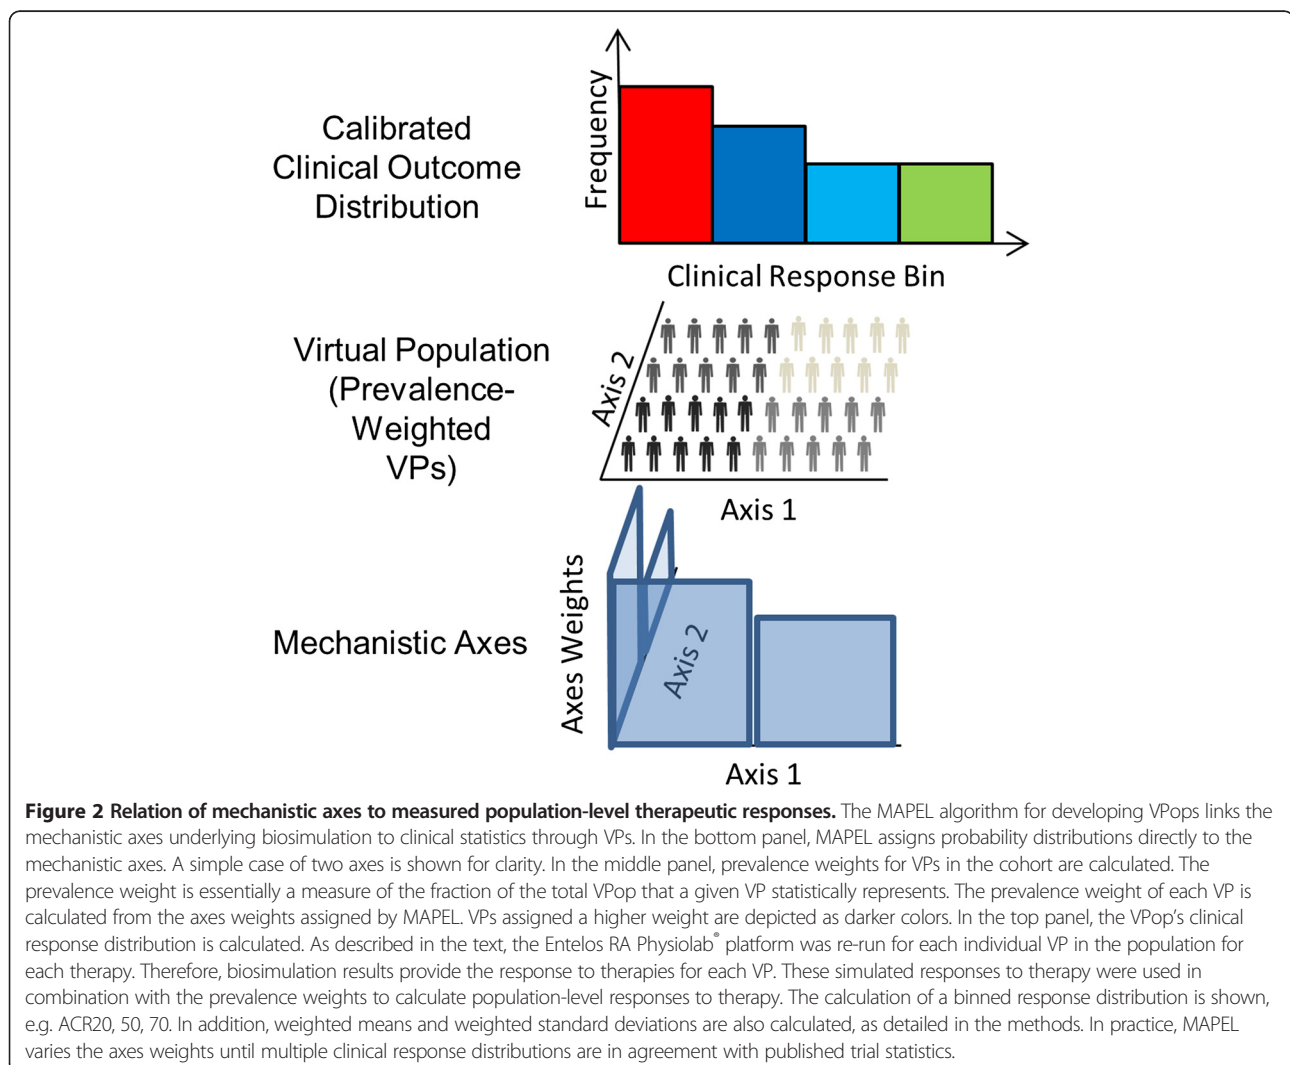 Calibrated
Clinical Outcome
Distribution
Frequency
Clinical Response Bin
Virtual Population
(Prevalence-
Weighted
VPs)
Axis 2
Axis 1
Mechanistic Axes
Axes Weights
Axis 2
Axis 1
Figure 2 Relation of mechanistic axes to measured population-level therapeutic responses. The MAPEL algorithm for developing VPops links the
mechanistic axes underlying biosimulation to clinical statistics through VPs. In the bottom panel, MAPEL assigns probability distributions directly to the
mechanistic axes. A simple case of two axes is shown for clarity. In the middle panel, prevalence weights for VPs in the cohort are calculated. The
prevalence weight is essentially a measure of the fraction of the total VPop that a given VP statistically represents. The prevalence weight of each VP is
calculated from the axes weights assigned by MAPEL. VPs assigned a higher weight are depicted as darker colors. In the top panel, the VPop's clinical
response distribution is calculated. As described in the text, the Entelos RA Physiolab® platform was re-run for each individual VP in the population for
each therapy. Therefore, biosimulation results provide the response to therapies for each VP. These simulated responses to therapy were used in
combination with the prevalence weights to calculate population-level responses to therapy. The calculation of a binned response distribution is shown,
e.g. ACR20, 50, 70. In addition, weighted means and weighted standard deviations are also calculated, as detailed in the methods. In practice, MAPEL
varies the axes weights until multiple clinical response distributions are in agreement with published trial statistics.